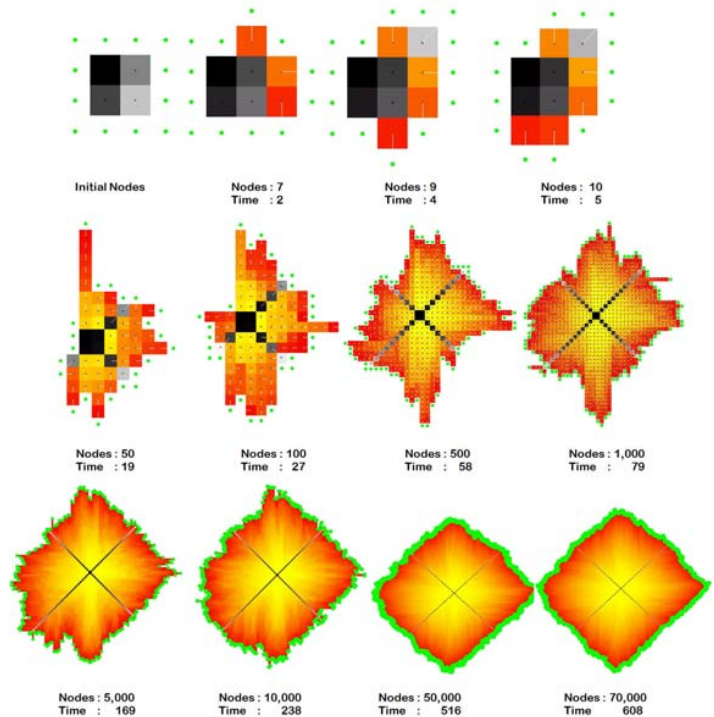 Initial Nodes
Nodes : 7
Time : 2
Nodes : 9
Time : 4
Nodes : 10
Time : 5
Nodes : 50
Time : 19
Nodes : 100
Time : 27
Nodes : 500
Time : 58
Nodes : 1,000
Time : 79
Nodes : 5,000
Time : 169
Nodes : 10,000
Time : 238
Nodes : 50,000
Time : 516
Nodes : 70,000
Time : 608